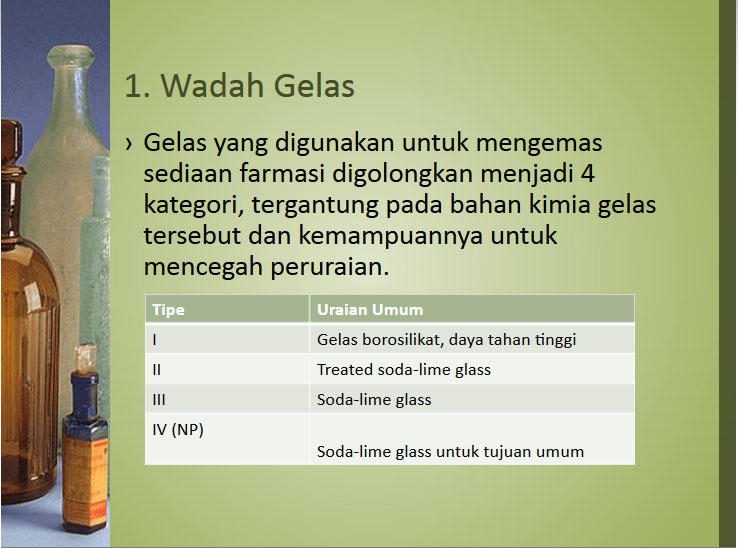 1. Wadah Gelas
› Gelas yang digunakan untuk mengemas
sediaan farmasi digolongkan menjadi 4
kategori, tergantung pada bahan kimia gelas
tersebut dan kemampuannya untuk
mencegah peruraian.
Tipe Uraian Umum
I Gelas borosilikat, daya tahan tinggi
II Treated soda-lime glass
III Soda-lime glass
IV (NP)
Soda-lime glass untuk tujuan umum